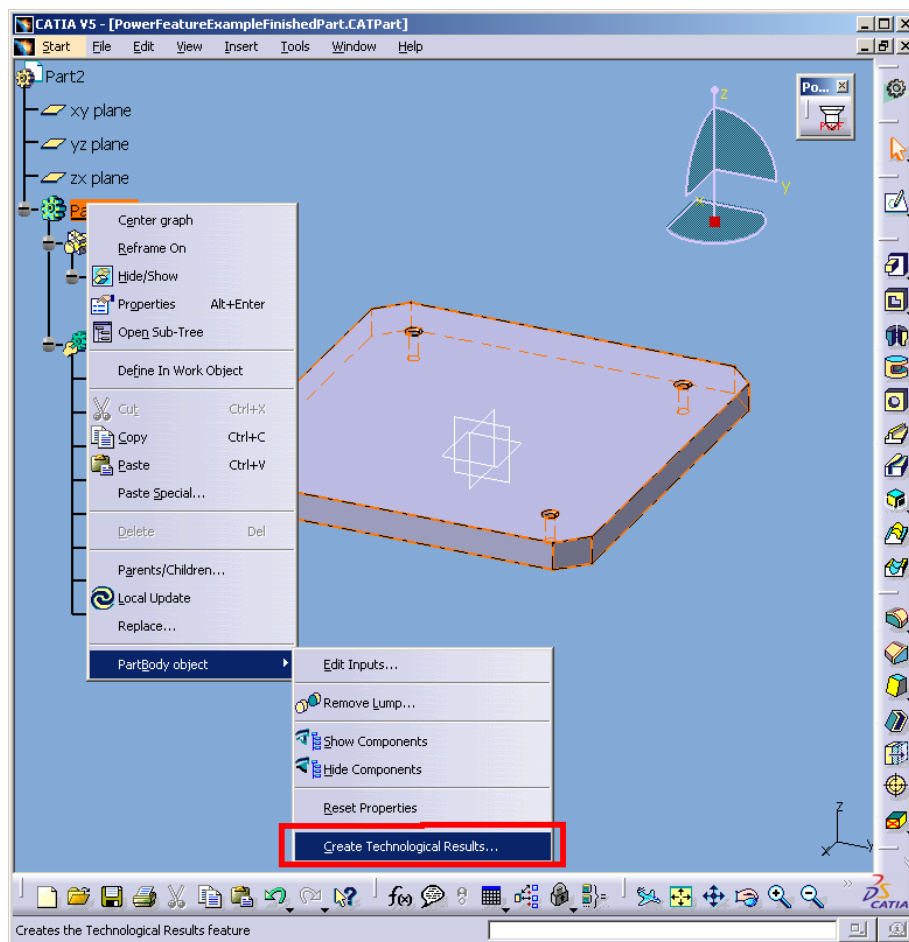 CATIA V5 - [PowerFeatureExampleFinishedPart.CATPart]
Start File Edit View Insert Tools Window Help
Part2
Po...
z
xy plane
yz plane
zx plane
y
x
Pa
Center graph
Reframe On
Hide/Show
Properties Alt+Enter
Open Sub-Tree
Define In Work Object
Cut Ctrl+X
Copy Ctrl+C
Paste Ctrl+V
Paste Special...
Delete Del
Parents/Children...
Local Update
Replace...
PartBody object
Edit Inputs...
Remove Lump...
Show Components
Hide Components
Reset Properties
Create Technological Results...
z
x y
f(x)
CATIA
Creates the Technological Results feature